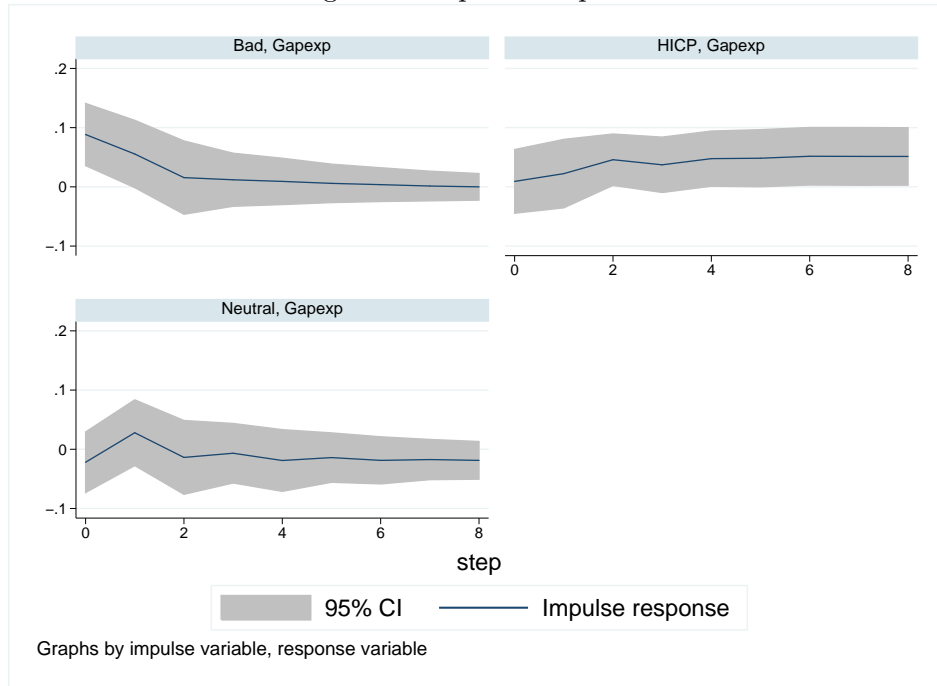 Bad, Gapexp
HICP, Gapexp
.2
.1
0
−.1
0 2 4 6 8
Neutral, Gapexp
.2
.1
0
−.1
0 2 4 6 8
step
95% CI Impulse response
Graphs by impulse variable, response variable